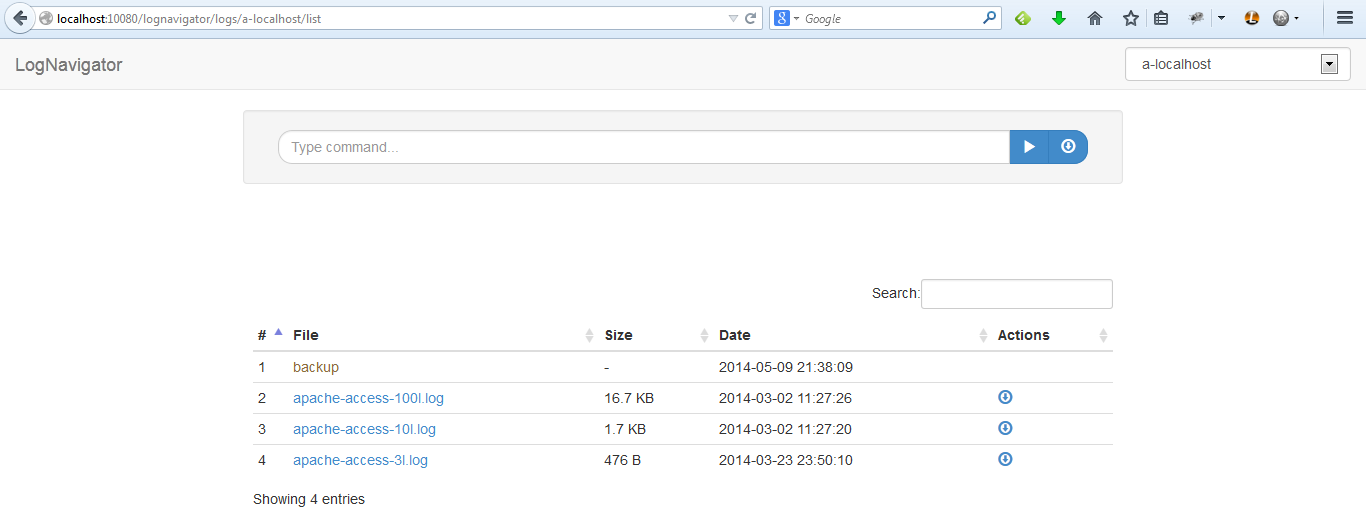 localhost:10080/lognavigator/logs/a-localhost/list
8 Google
LogNavigator
a-localhost
Type command...
Search:
# File Size Date Actions
1 backup - 2014-05-09 21:38:09
2 apache-access-100l.log 16.7 KB 2014-03-02 11:27:26
3 apache-access-10l.log 1.7 KB 2014-03-02 11:27:20
4 apache-access-3l.log 476 B 2014-03-23 23:50:10
Showing 4 entries